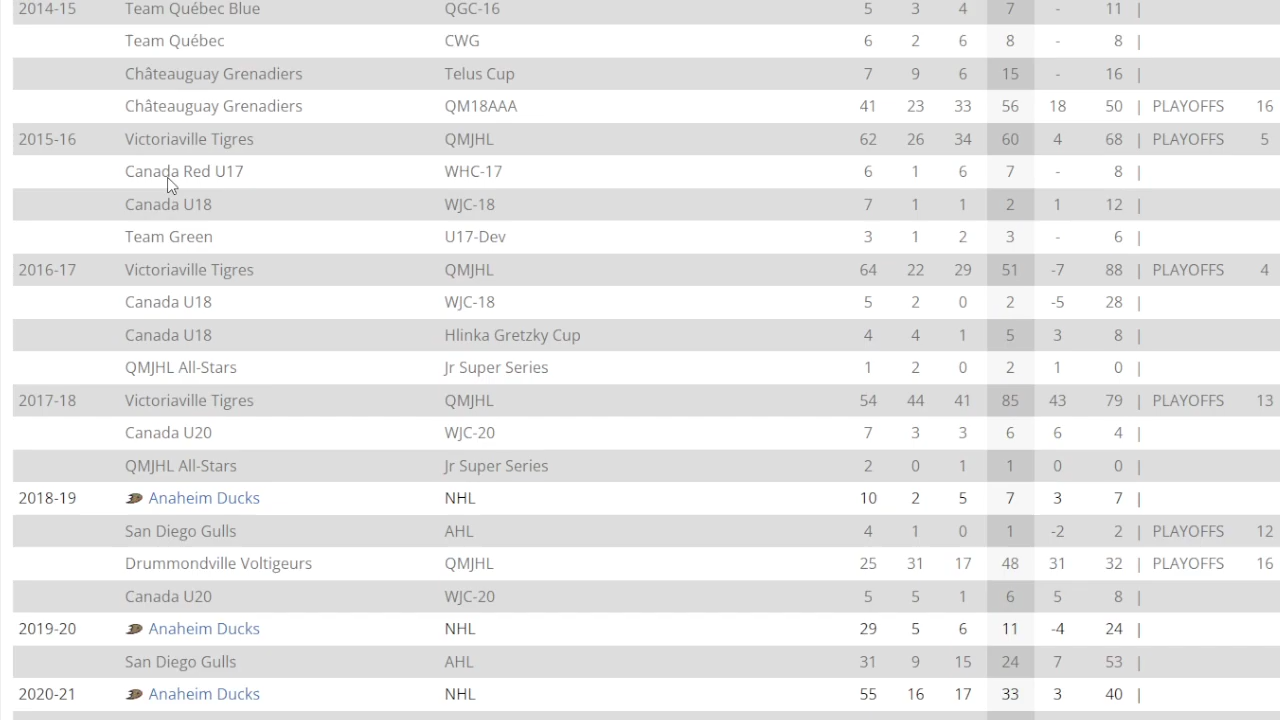 2014-15 Team Québec Blue QGC-16 5 3 4 7 - 11 |
Team Québec CWG 6 2 6 8 - 8 |
Châteauguay Grenadiers Telus Cup 7 9 6 15 - 16 |
Châteauguay Grenadiers QM18AAA 41 23 33 56 18 50 | PLAYOFFS 16
2015-16 Victoriaville Tigres QMJHL 62 26 34 60 4 68 | PLAYOFFS 5
Canada Red U17 WHC-17 6 1 6 7 - 8 |
Canada U18 WJC-18 7 1 1 2 1 12 |
Team Green U17-Dev 3 1 2 3 - 6 |
2016-17 Victoriaville Tigres QMJHL 64 22 29 51 -7 88 | PLAYOFFS 4
Canada U18 WJC-18 5 2 0 2 -5 28 |
Canada U18 Hlinka Gretzky Cup 4 4 1 5 3 8 |
QMJHL All-Stars Jr Super Series 1 2 0 2 1 0 |
2017-18 Victoriaville Tigres QMJHL 54 44 41 85 43 79 | PLAYOFFS 13
Canada U20 WJC-20 7 3 3 6 6 4 |
QMJHL All-Stars Jr Super Series 2 0 1 1 0 0 |
2018-19 Anaheim Ducks NHL 10 2 5 7 3 7 |
San Diego Gulls AHL 4 1 0 1 -2 2 | PLAYOFFS 12
Drummondville Voltigeurs QMJHL 25 31 17 48 31 32 | PLAYOFFS 16
Canada U20 WJC-20 5 5 1 6 5 8 |
2019-20 Anaheim Ducks NHL 29 5 6 11 -4 24 |
San Diego Gulls AHL 31 9 15 24 7 53 |
2020-21 Anaheim Ducks NHL 55 16 17 33 3 40 |